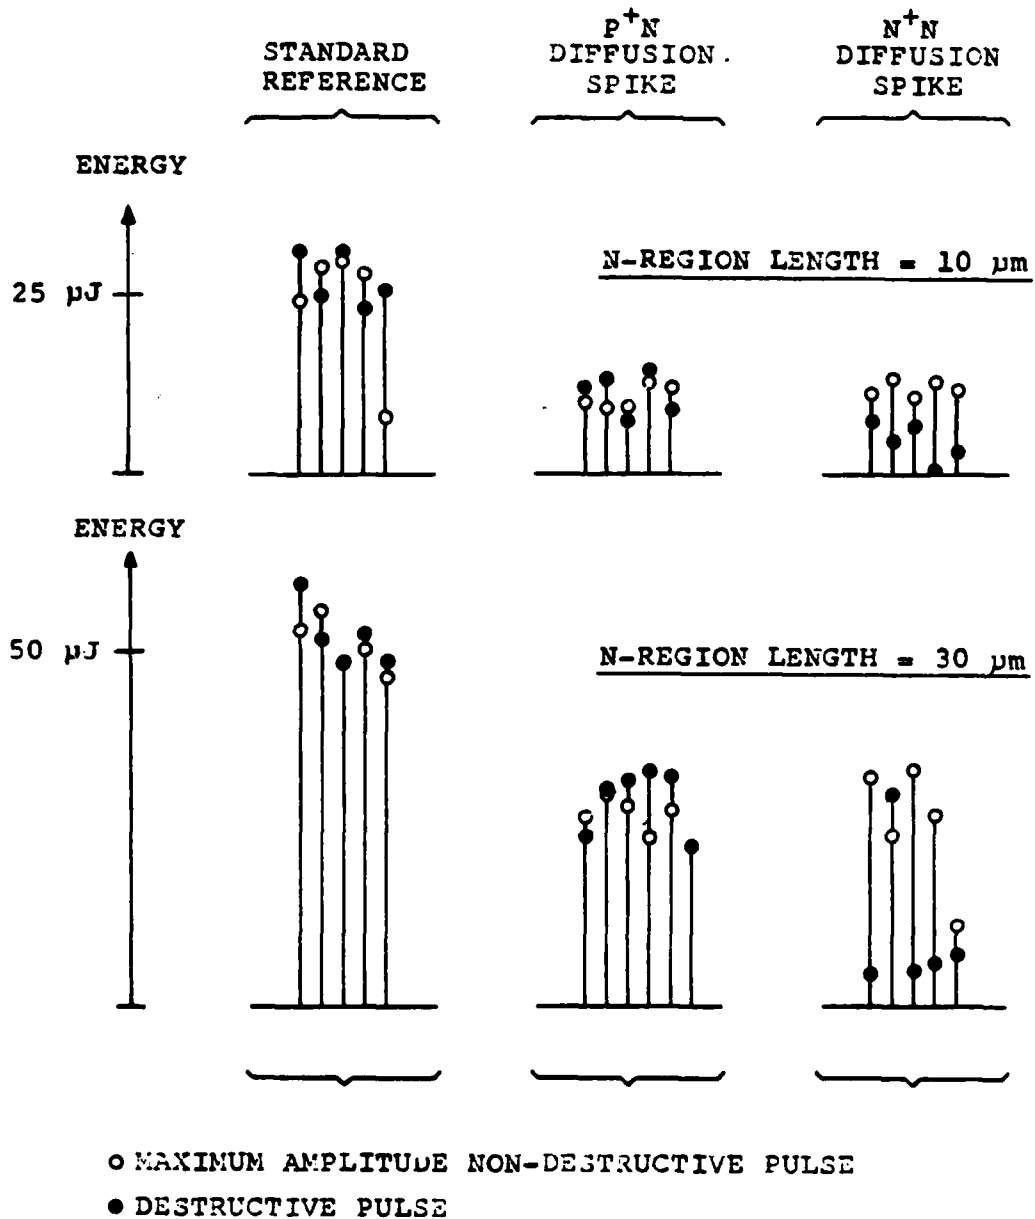 STANDARD
REFERENCE
P+N
DIFFUSION
SPIKE
N+N
DIFFUSION
SPIKE
ENERGY
25 µJ
N-REGION LENGTH = 10 µm
ENERGY
50 µJ
N-REGION LENGTH = 30 µm
MAXIMUM AMPLITUDE NON-DESTRUCTIVE PULSE
DESTRUCTIVE PULSE